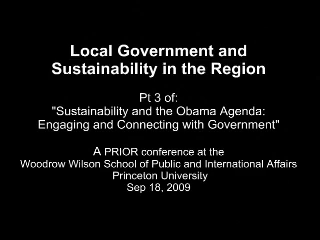 Local Government and
Sustainability in the Region
Pt 3 of:
"Sustainability and the Obama Agenda:
Engaging and Connecting with Government"
A PRIOR conference at the
Woodrow Wilson School of Public and International Affairs
Princeton University
Sep 18, 2009